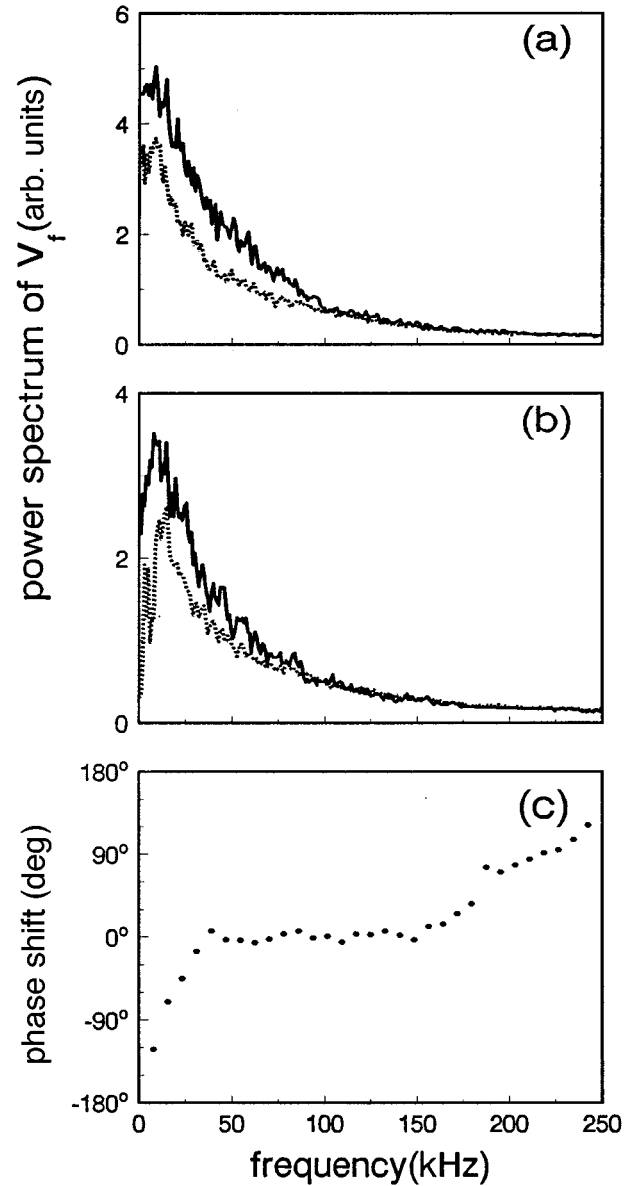 power spectrum of V_f (arb. units)
(a)
6
4
2
0
(b)
4
2
0
(c)
phase shift (deg)
180°
90°
0°
-90°
-180°
0 50 100 150 200 250
frequency(kHz)